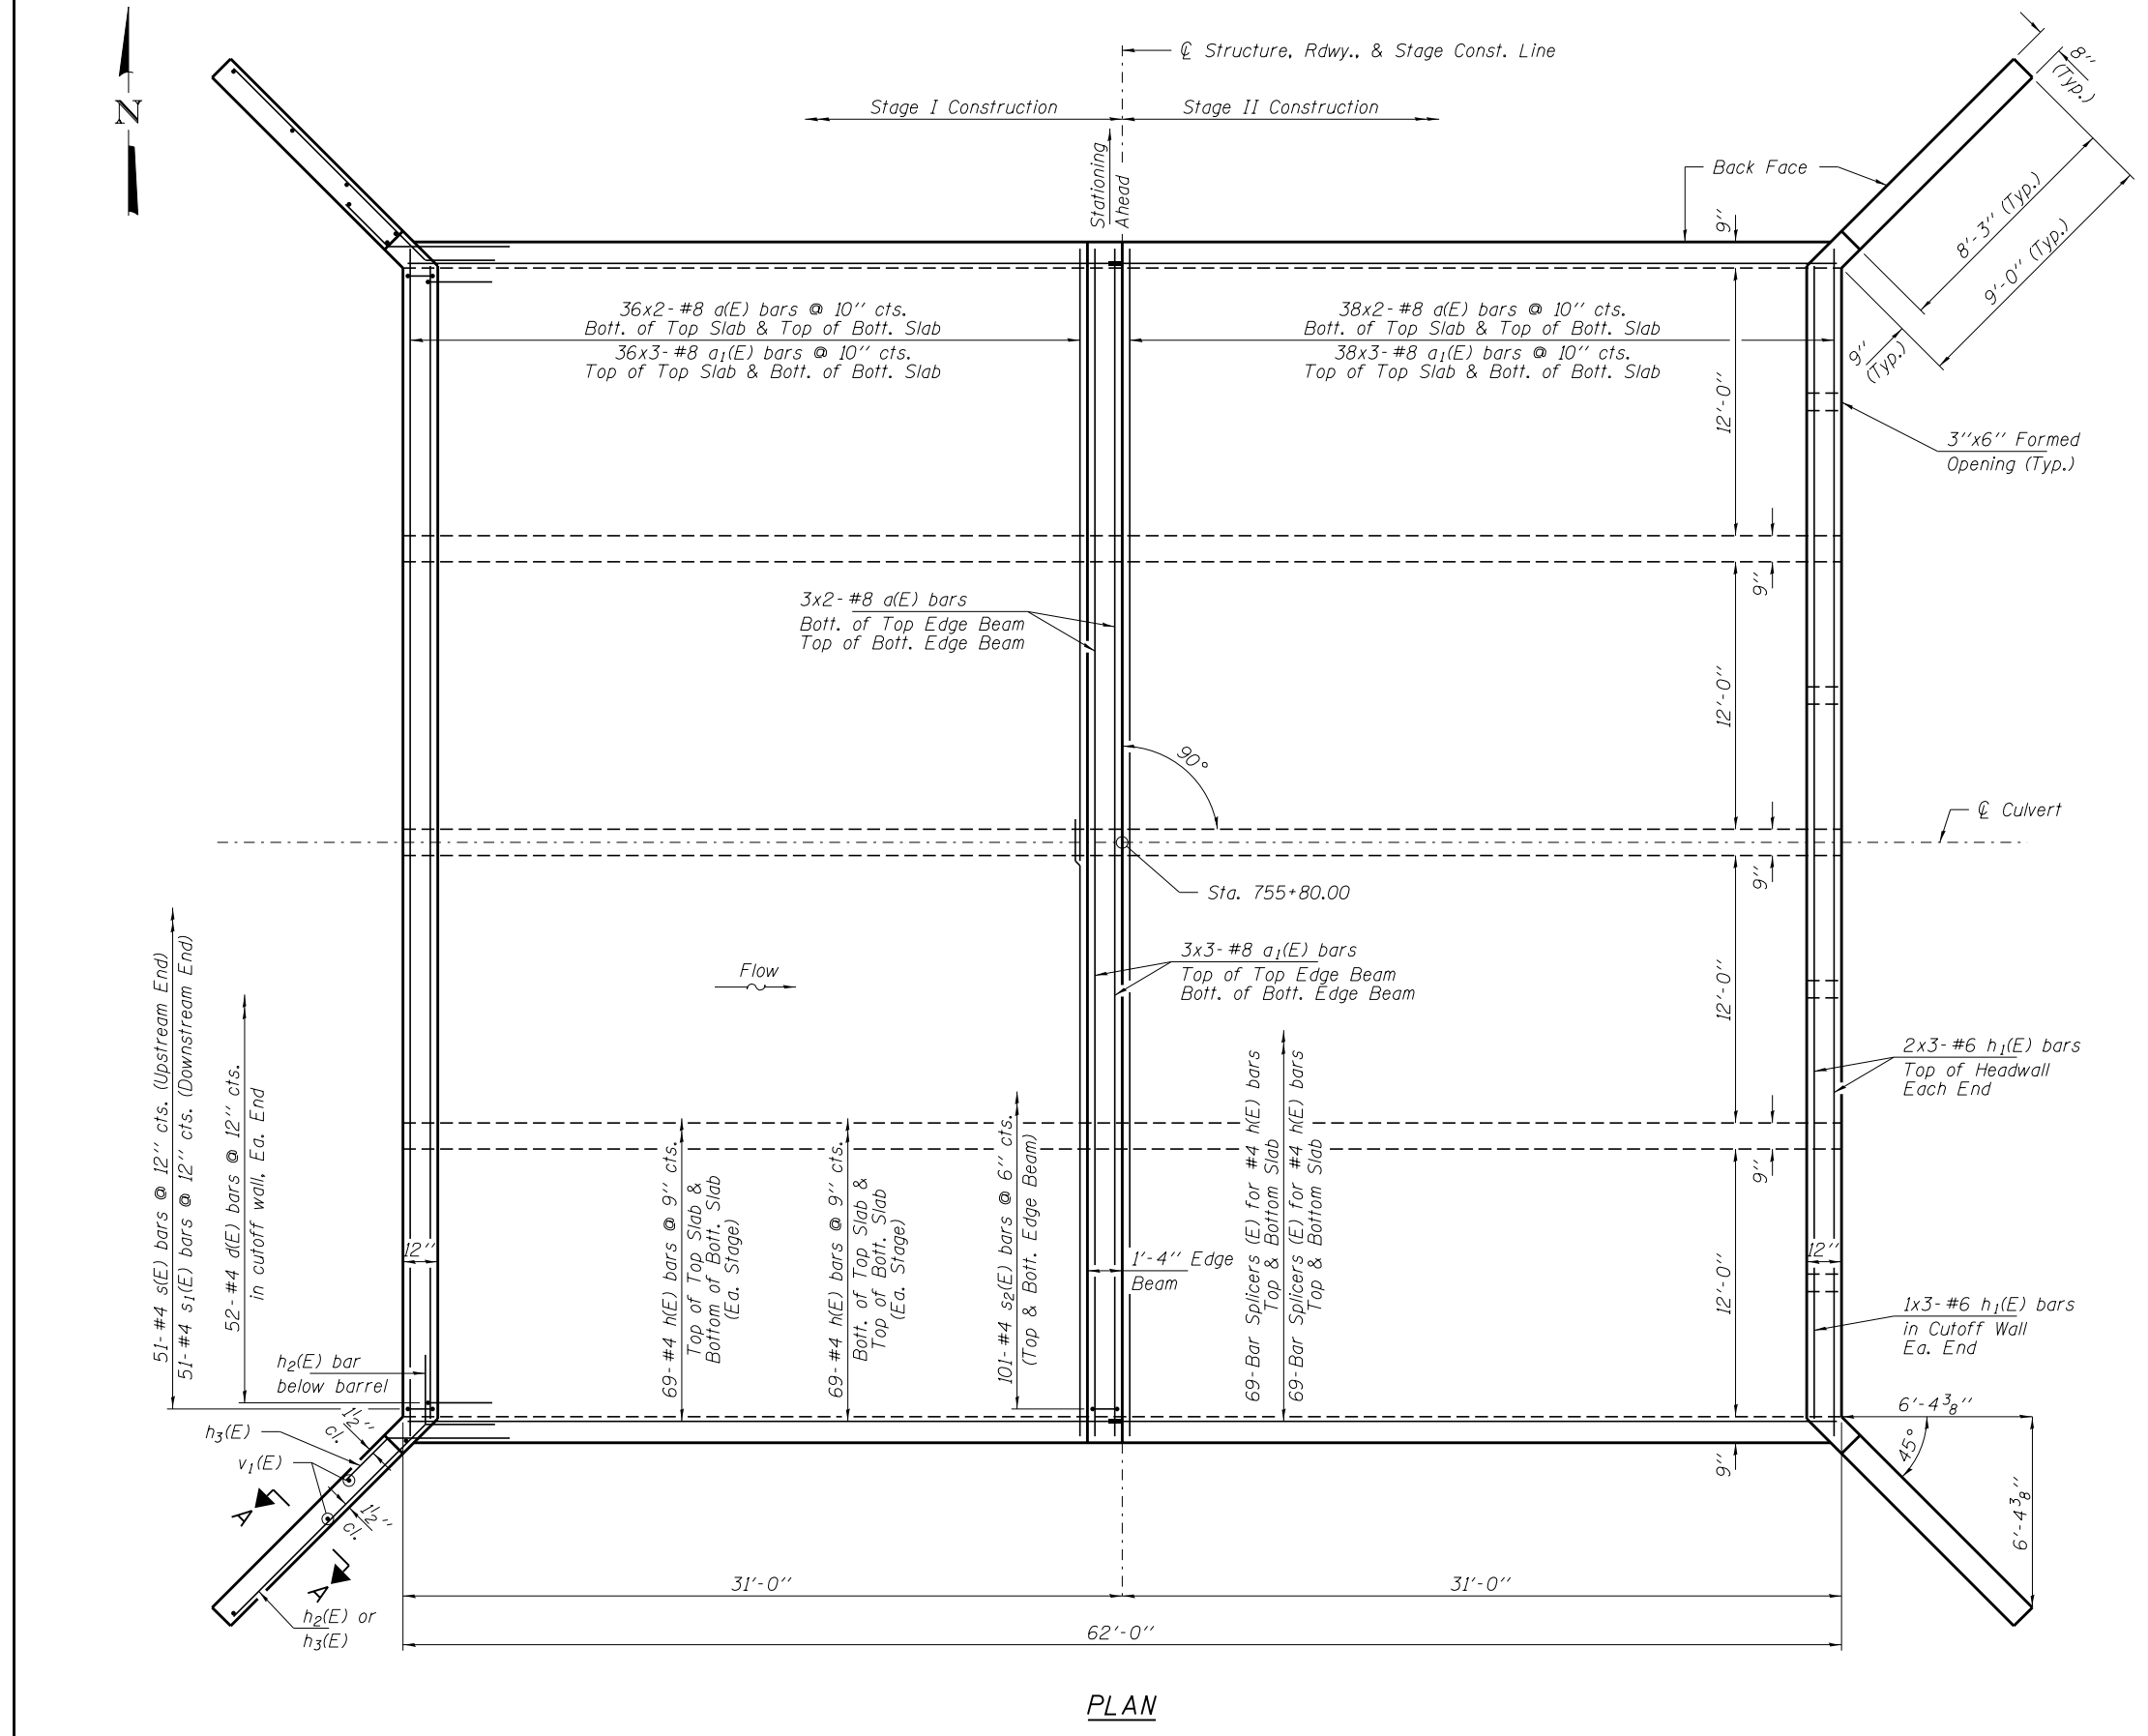 N
℄ Structure, Rdwy., & Stage Const. Line
Stage I Construction
Stage II Construction
Stationing
Ahead
Back Face
8"
(Typ.)
8'-3" (Typ.)
9'-0" (Typ.)
9"
(Typ.)
9"
36x2-#8 a(E) bars @ 10" cts.
Bott. of Top Slab & Top of Bott. Slab
36x3-#8 a1(E) bars @ 10" cts.
Top of Top Slab & Bott. of Bott. Slab
38x2-#8 a(E) bars @ 10" cts.
Bott. of Top Slab & Top of Bott. Slab
38x3-#8 a1(E) bars @ 10" cts.
Top of Top Slab & Bott. of Bott. Slab
12'-0"
3"x6" Formed
Opening (Typ.)
9"
3x2-#8 a(E) bars
Bott. of Top Edge Beam
Top of Bott. Edge Beam
12'-0"
90°
℄ Culvert
9"
Sta. 755+80.00
Flow
3x3-#8 a1(E) bars
Top of Top Edge Beam
Bott. of Bott. Edge Beam
12'-0"
2x3-#6 h1(E) bars
Top of Headwall
Each End
9"
51-#4 s(E) bars @ 12" cts. (Upstream End)
51-#4 s1(E) bars @ 12" cts. (Downstream End)
52-#4 d(E) bars @ 12" cts.
in cutoff wall, Ea. End
12"
69-#4 h(E) bars @ 9" cts.
Top of Top Slab &
Bottom of Bott. Slab
(Ea. Stage)
69-#4 h(E) bars @ 9" cts.
Bott. of Top Slab &
Top of Bott. Slab
(Ea. Stage)
101-#4 s2(E) bars @ 6" cts.
(Top & Bott. Edge Beam)
1'-4" Edge
Beam
69-Bar Splicers (E) for #4 h(E) bars
Top & Bottom Slab
69-Bar Splicers (E) for #4 h(E) bars
Top & Bottom Slab
12'-0"
12"
1x3-#6 h1(E) bars
in Cutoff Wall
Ea. End
h2(E) bar
below barrel
1½"
cl.
h3(E)
v1(E)
A
1½"
cl.
A
h2(E) or
h3(E)
9"
6'-4⅜"
45°
6'-4⅜"
31'-0"
31'-0"
62'-0"
PLAN